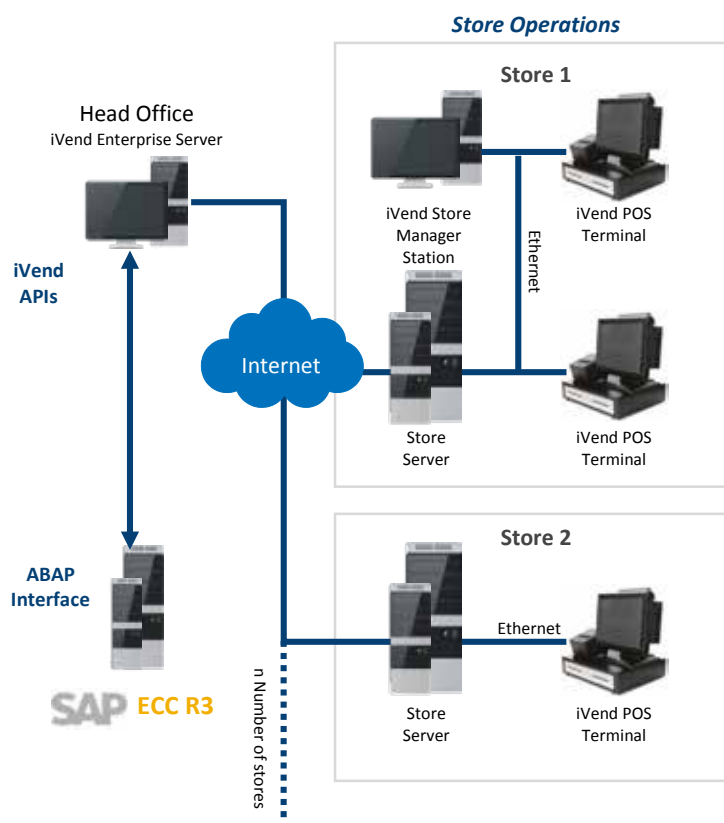 Store Operations
Store 1
Head Office
iVend Enterprise Server
iVend Store
Manager
Station
iVend POS
Terminal
Ethernet
iVend
APIs
Internet
Store
Server
iVend POS
Terminal
Store 2
ABAP
Interface
Ethernet
SAP ECC R3
n Number of stores
Store
Server
iVend POS
Terminal